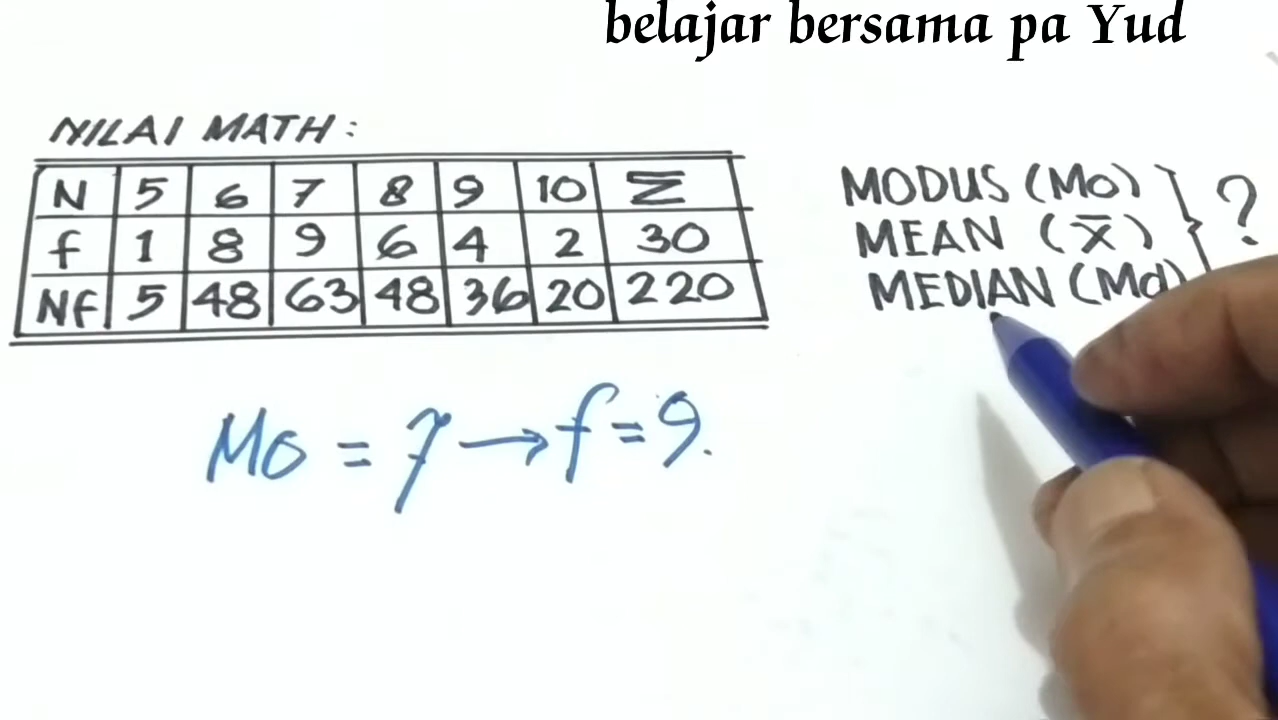 belajar bersama pa Yud
NILAI MATH:
N 5 6 7 8 9 10 Σ
f 1 8 9 6 4 2 30
NF 5 48 63 48 36 20 220
MODUS (Mo)
MEAN (x̄)
MEDIAN (Md)
?
Mo = 7 → f = 9.